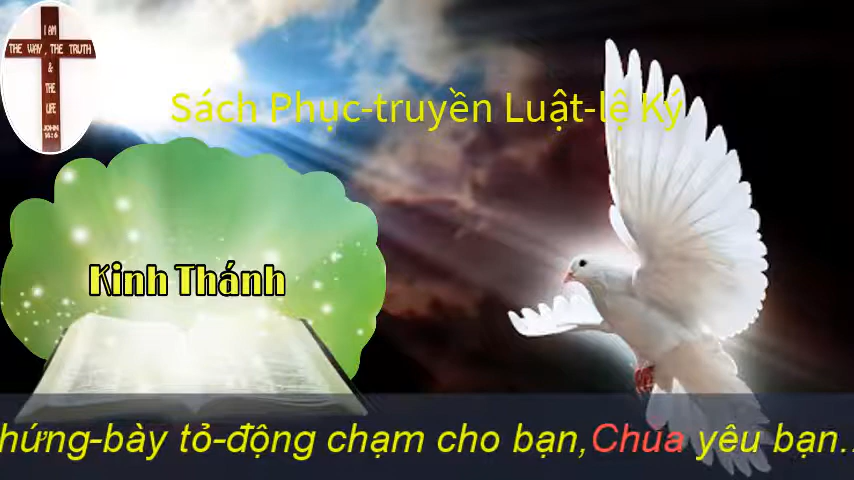 I AM
THE WAY, THE TRUTH
&
THE
LIFE
JOHN
14:6
Sách Phục-truyền Luật-lệ Ký
Kinh Thánh
hứng-bày tỏ-động chạm cho bạn,Chúa yêu bạn..